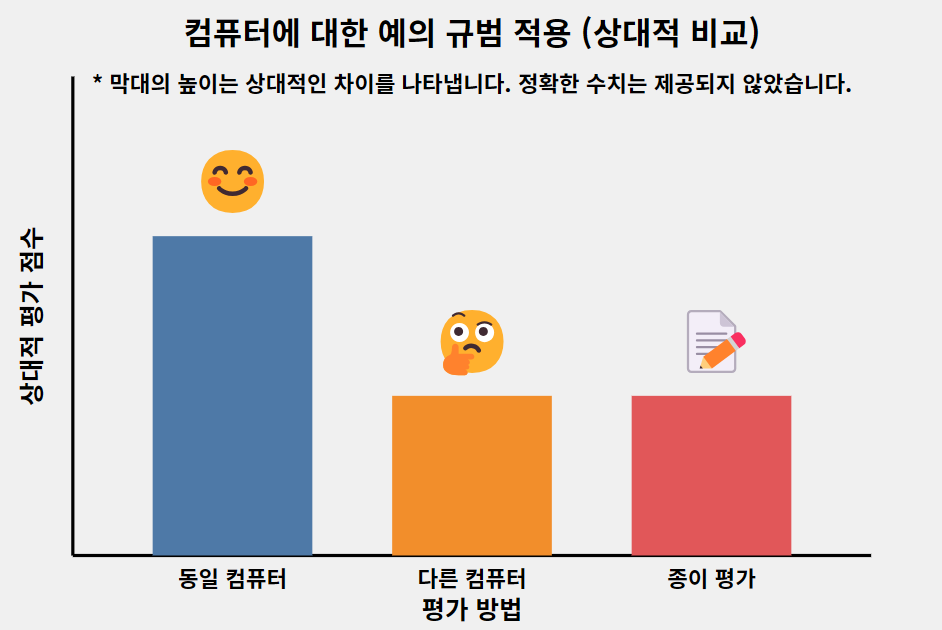 컴퓨터에 대한 예의 규범 적용 (상대적 비교)
* 막대의 높이는 상대적인 차이를 나타냅니다. 정확한 수치는 제공되지 않았습니다.
상대적 평가 점수
동일 컴퓨터
다른 컴퓨터
종이 평가
평가 방법